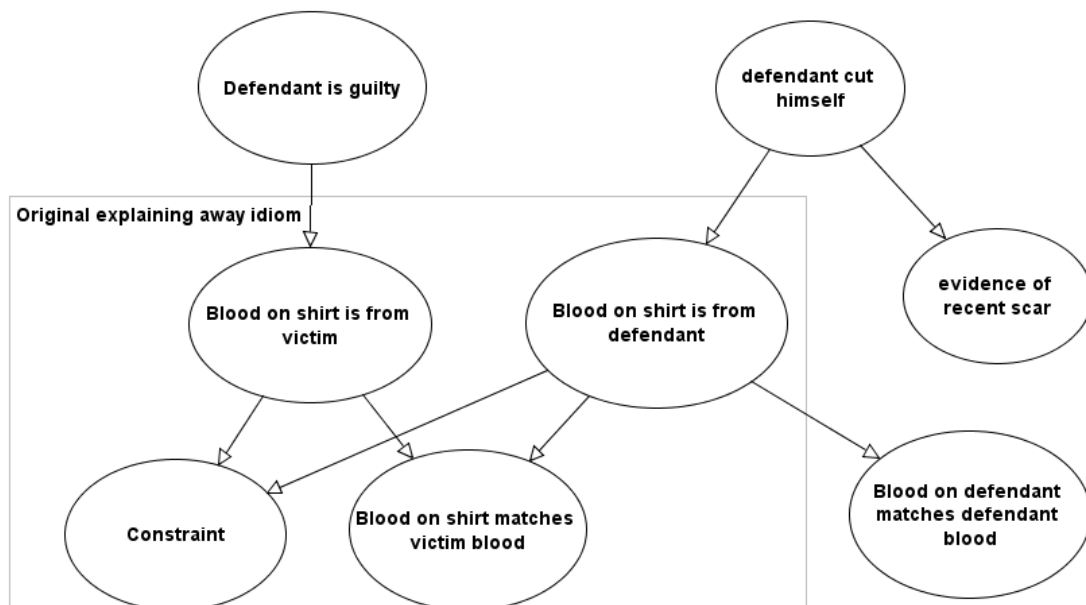 Defendant is guilty
defendant cut
himself
Original explaining away idiom
Blood on shirt is from
victim
Blood on shirt is from
defendant
evidence of
recent scar
Constraint
Blood on shirt matches
victim blood
Blood on defendant
matches defendant
blood